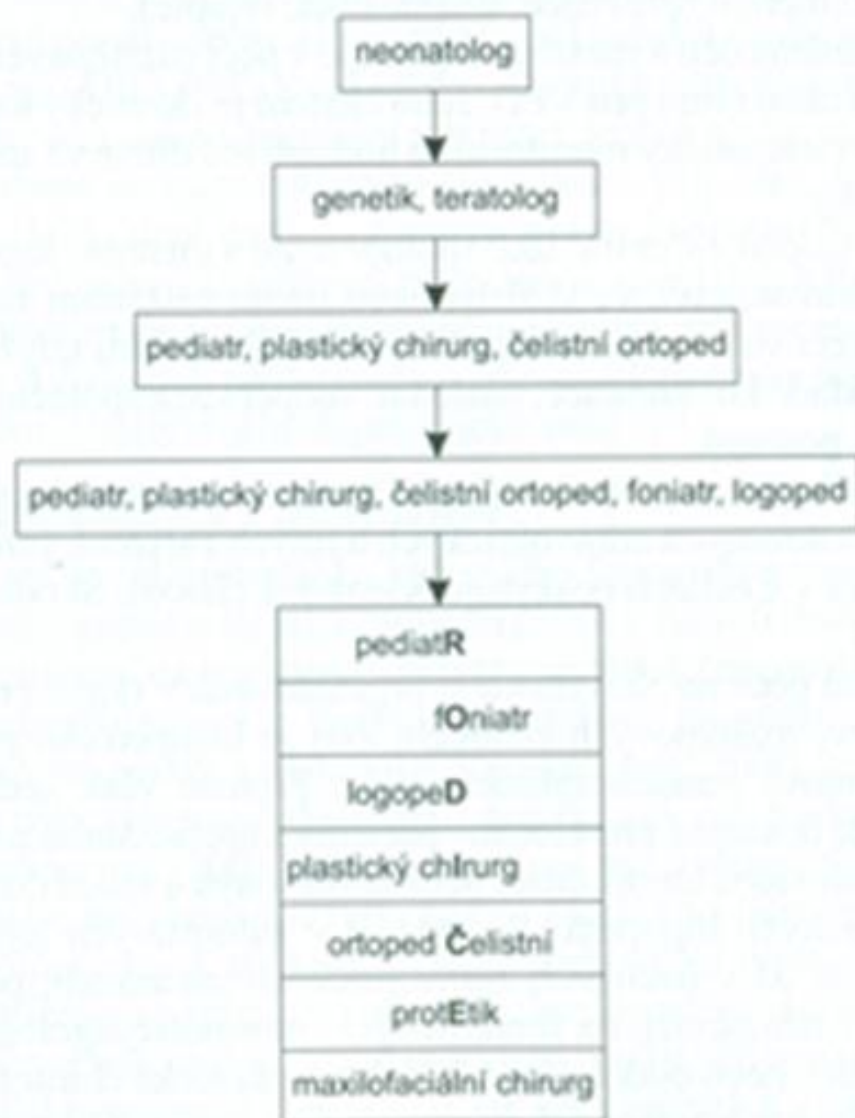 neonatolog
genetik, teratolog
pediatr, plastický chirurg, čelistní ortoped
pediatr, plastický chirurg, čelistní ortoped, foniatr, logoped
pediatR
fOniatr
logopeD
plastický chIrurg
ortoped Čelistní
protEtik
maxilofaciální chirurg